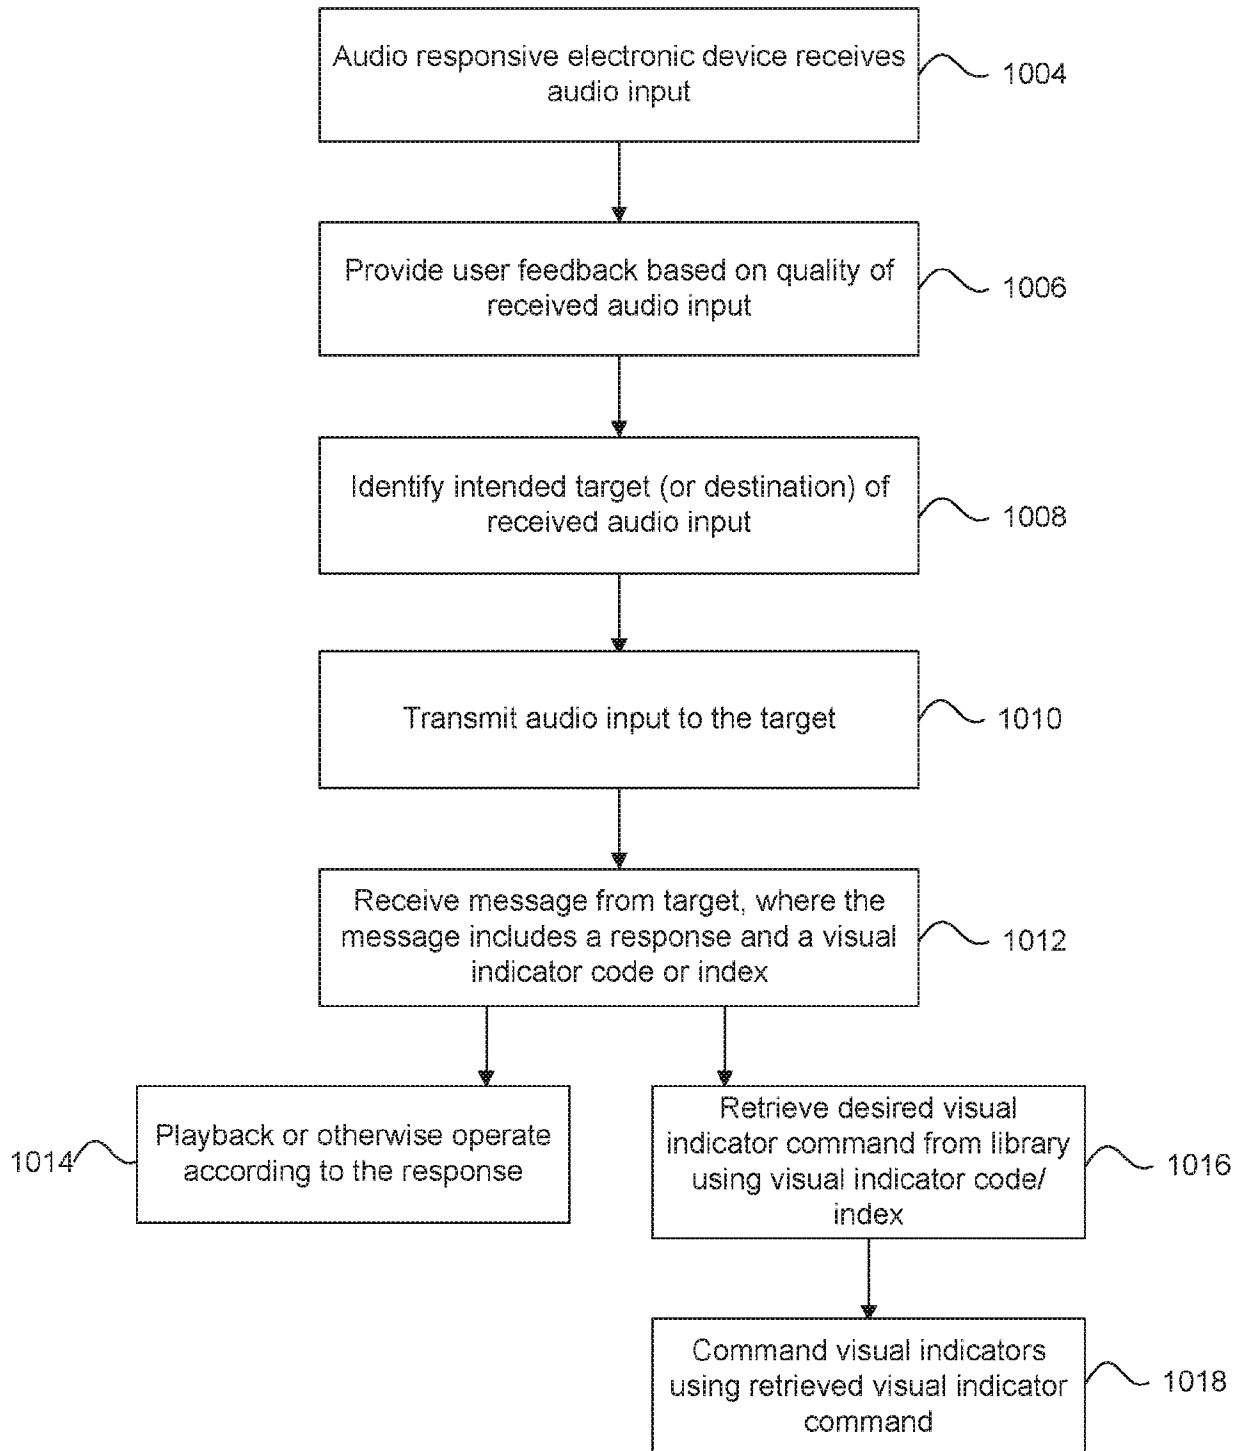 Audio responsive electronic device receives
audio input
1004
Provide user feedback based on quality of
received audio input
1006
Identify intended target (or destination) of
received audio input
1008
Transmit audio input to the target
1010
Receive message from target, where the
message includes a response and a visual
indicator code or index
1012
Playback or otherwise operate
according to the response
1014
Retrieve desired visual
indicator command from library
using visual indicator code/
index
1016
Command visual indicators
using retrieved visual indicator
command
1018